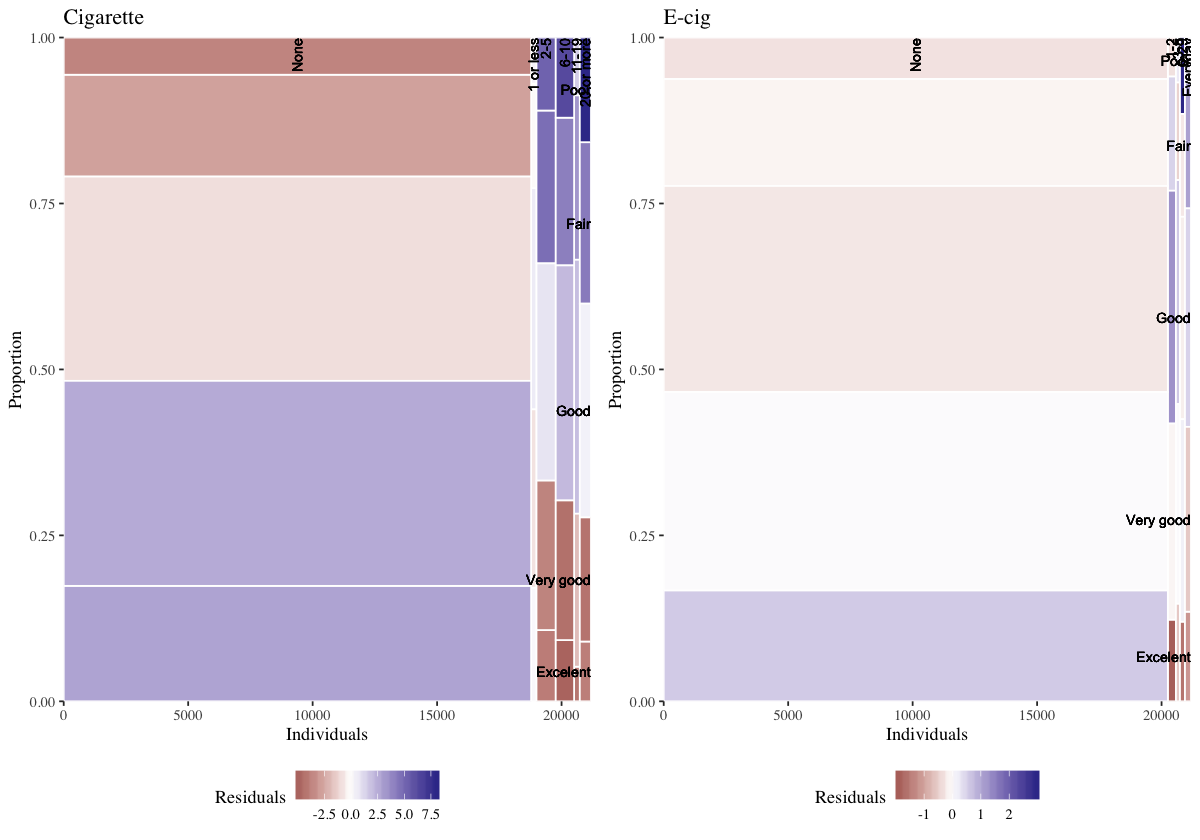 Cigarette
1.00
0.75
0.50
0.25
0.00
Proportion
None
1 or less
2-5
6-10
11-19
20 or more
Poor
Fair
Good
Very good
Excelent
0
5000
10000
15000
20000
Individuals
Residuals
-2.5 0.0 2.5 5.0 7.5
E-cig
1.00
0.75
0.50
0.25
0.00
Proportion
None
1-2
Everyday
Fair
Good
Very good
Excelent
0
5000
10000
15000
20000
Individuals
Residuals
-1 0 1 2